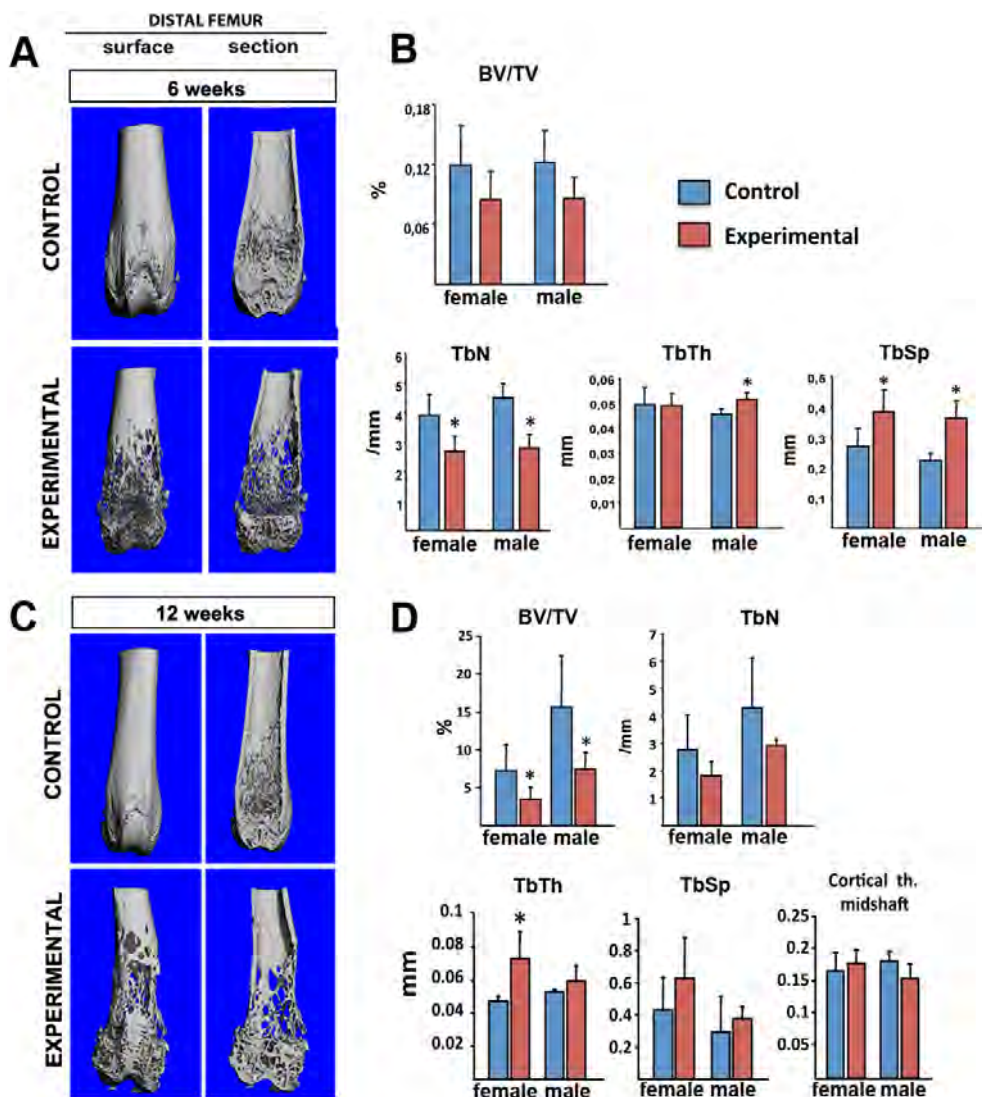 DISTAL FEMUR
A
surface
section
6 weeks
CONTROL
EXPERIMENTAL
B
BV/TV
0,18
0,12
0,06
%
female
male
Control
Experimental
TbN
6
5
4
3
2
1
/mm
*
*
female
male
TbTh
0,06
0,05
0,04
0,03
0,02
0,01
mm
*
female
male
TbSp
0,5
0,4
0,3
0,2
0,1
mm
*
*
female
male
C
12 weeks
CONTROL
EXPERIMENTAL
D
BV/TV
25
20
15
10
5
%
*
*
female
male
TbN
7
6
5
4
3
2
1
/mm
female
male
TbTh
0.1
0.08
0.06
0.04
0.02
mm
*
female
male
TbSp
1
0.8
0.6
0.4
0.2
female
male
Cortical th.
midshaft
0.25
0.20
0.15
0.1
0.05
female
male